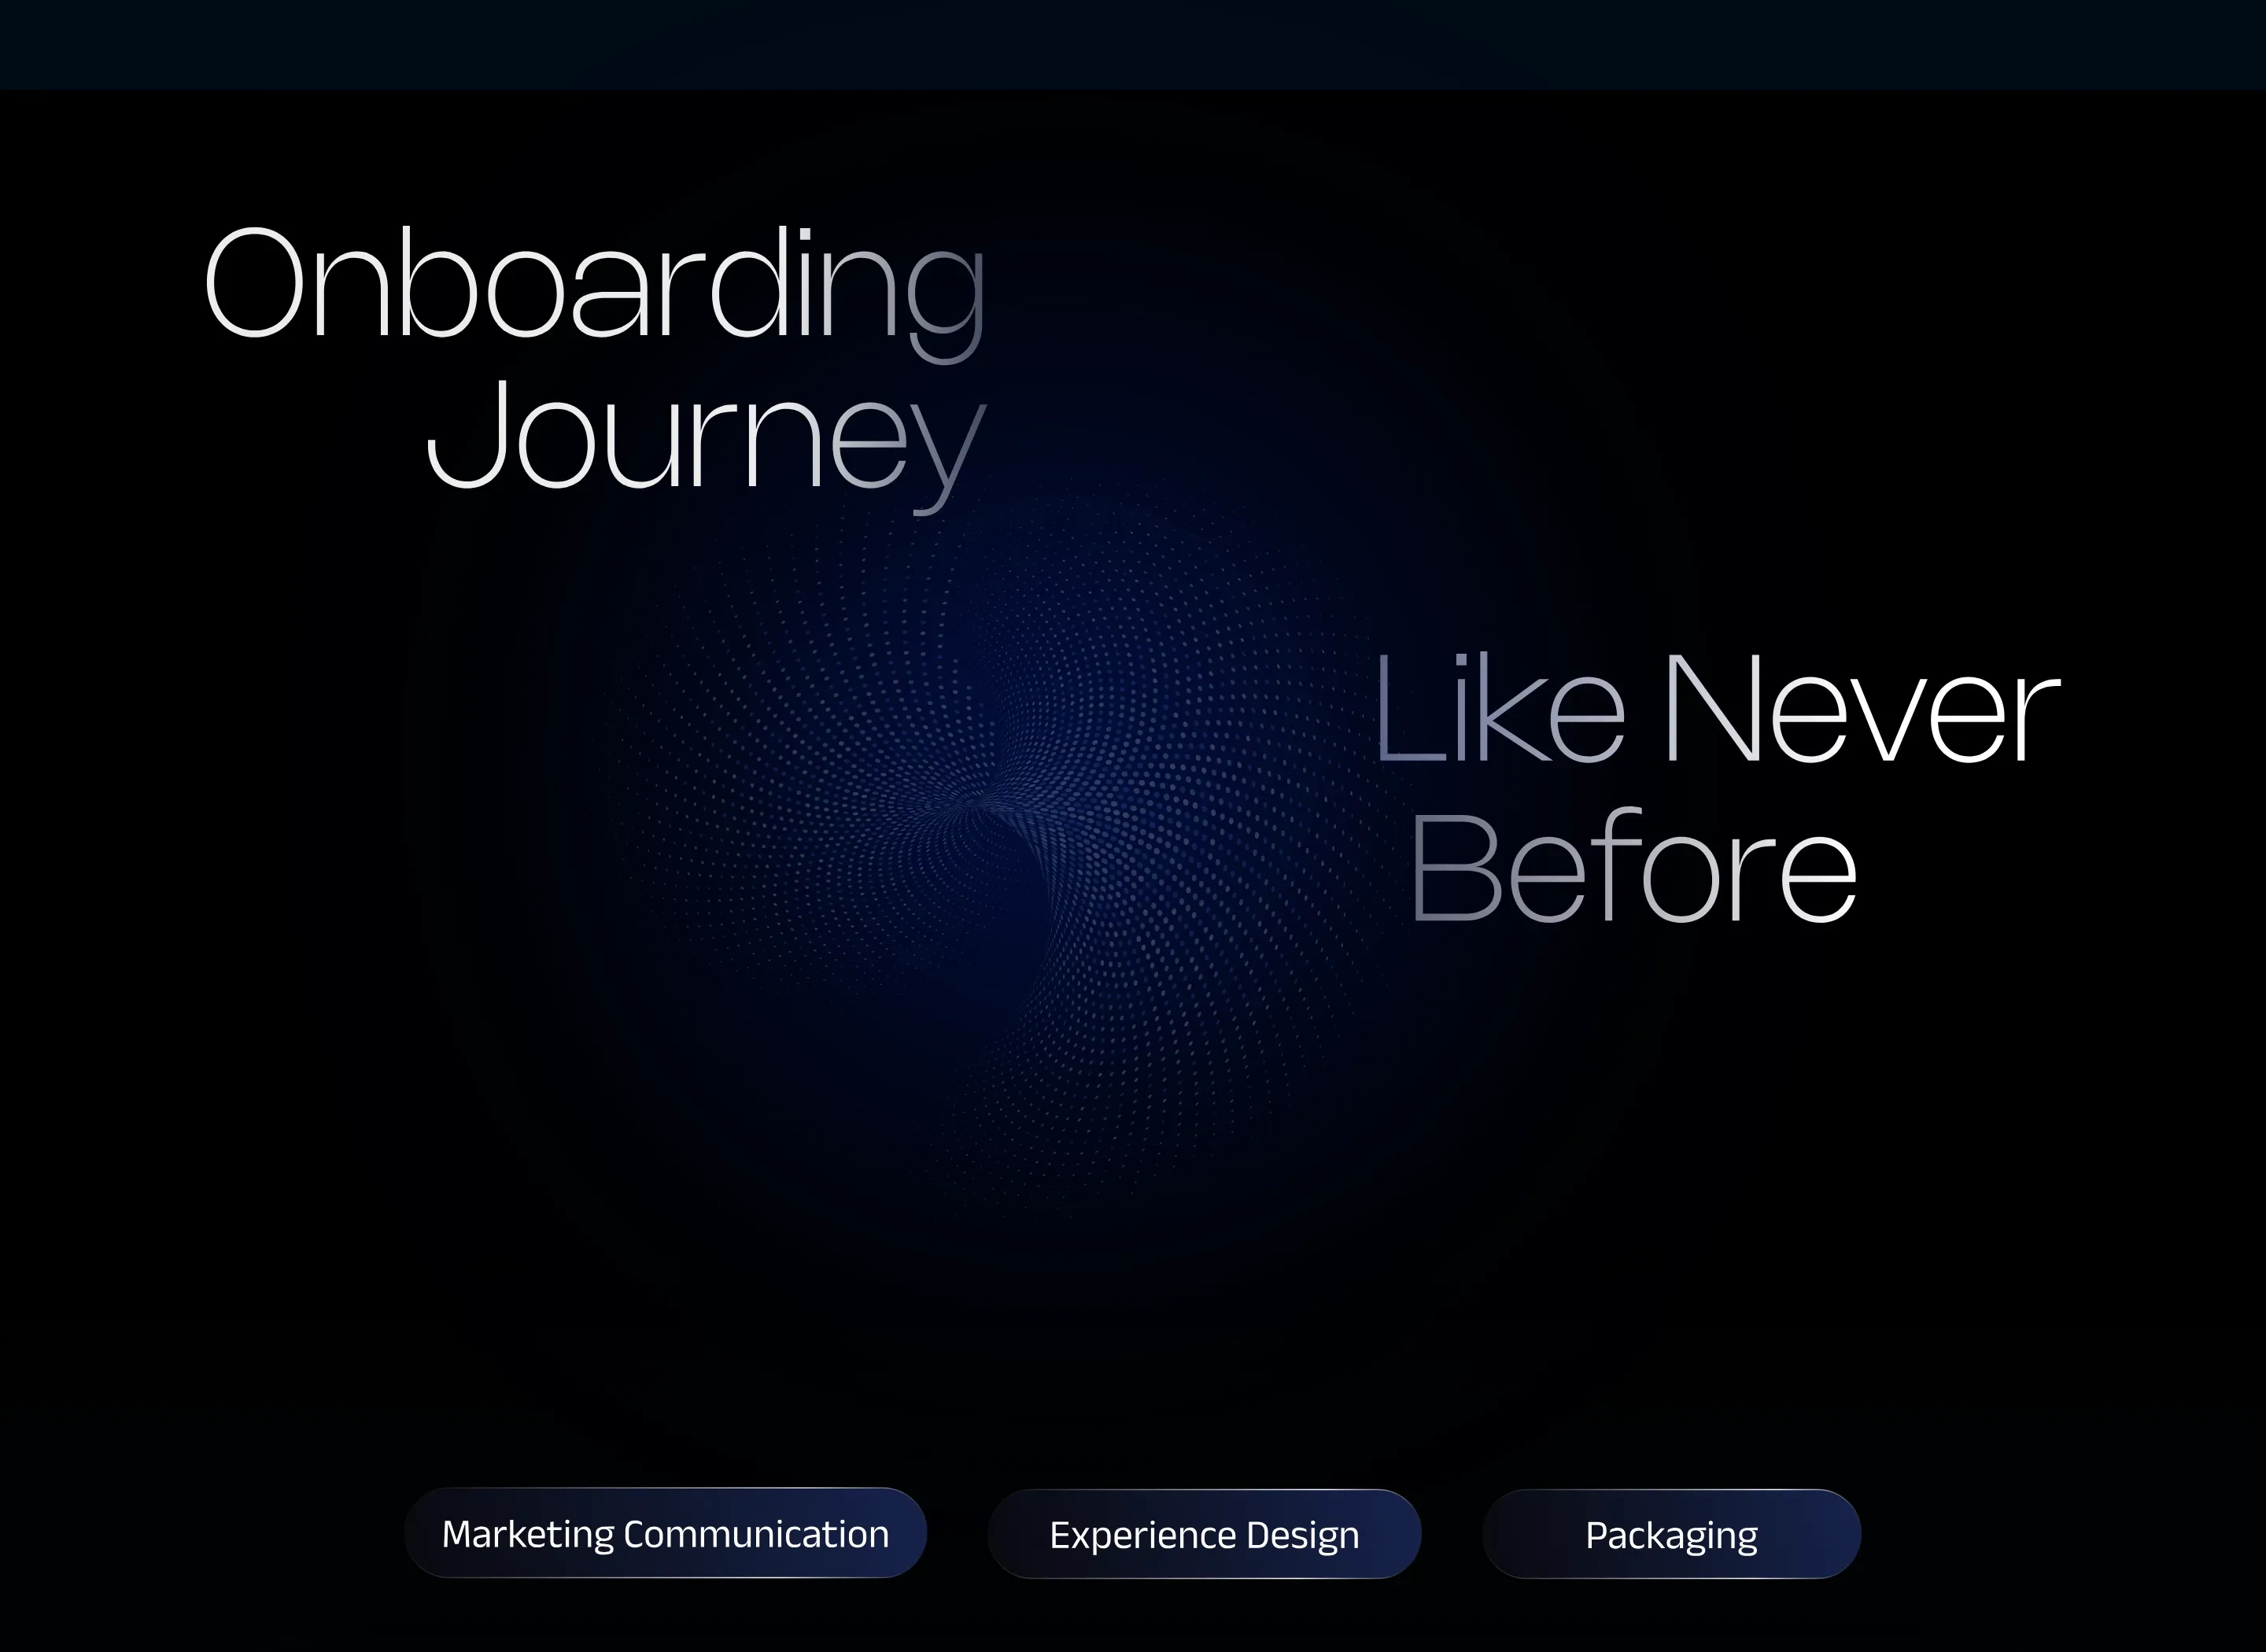 Onboarding
Journey
Like Never
Before
Marketing Communication
Experience Design
Packaging